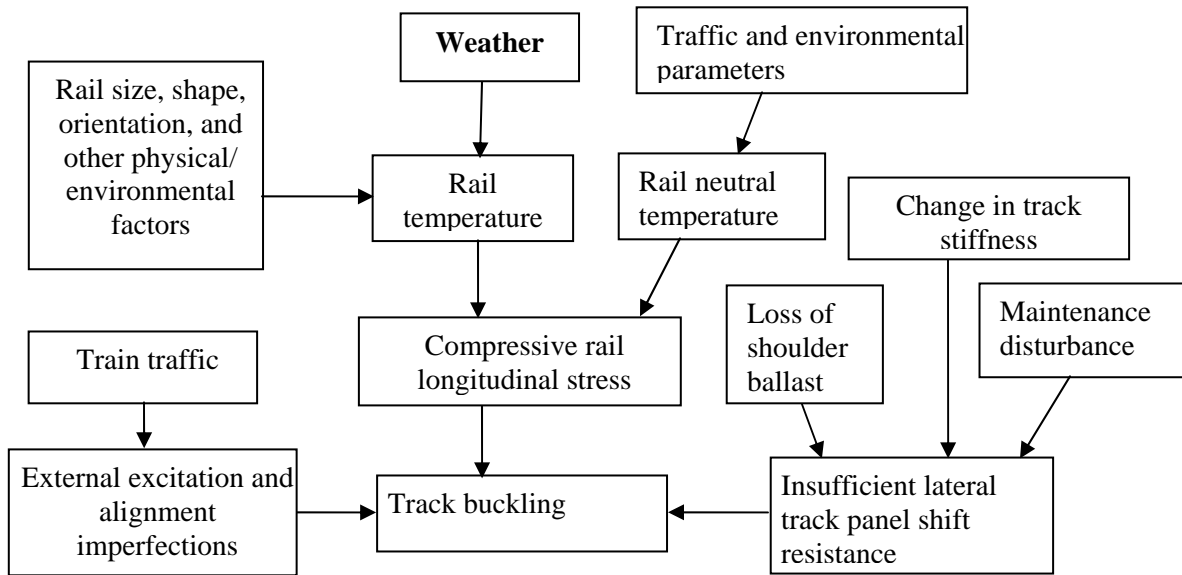 Weather
Traffic and environmental
parameters
Rail size, shape,
orientation, and
other physical/
environmental
factors
Rail
temperature
Rail neutral
temperature
Change in track
stiffness
Train traffic
Compressive rail
longitudinal stress
Loss of
shoulder
ballast
Maintenance
disturbance
External excitation and
alignment
imperfections
Track buckling
Insufficient lateral
track panel shift
resistance